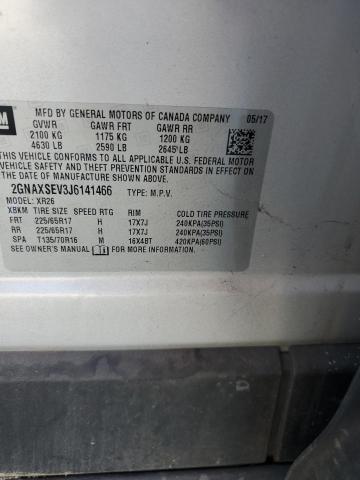 GM MFD BY GENERAL MOTORS OF CANADA COMPANY 05/17
GVWR GAWR FRT GAWR RR
2100 KG 1175 KG 1200 KG
4630 LB 2590 LB 2645 LB
THIS VEHICLE CONFORMS TO ALL APPLICABLE U.S. FEDERAL MOTOR
VEHICLE SAFETY AND THEFT PREVENTION STANDARDS IN EFFECT ON
THE DATE OF MANUFACTURE SHOWN ABOVE.
2GNAXSEV3J6141466 TYPE: M.P.V.
MODEL: XR26
XBKM TIRE SIZE SPEED RTG RIM COLD TIRE PRESSURE
FRT 225/65R17 H 17X7J 240KPA(35PSI)
RR 225/65R17 H 17X7J 240KPA(35PSI)
SPA T135/70R16 M 16X4BT 420KPA(60PSI)
SEE OWNER'S MANUAL FOR MORE INFORMATION.